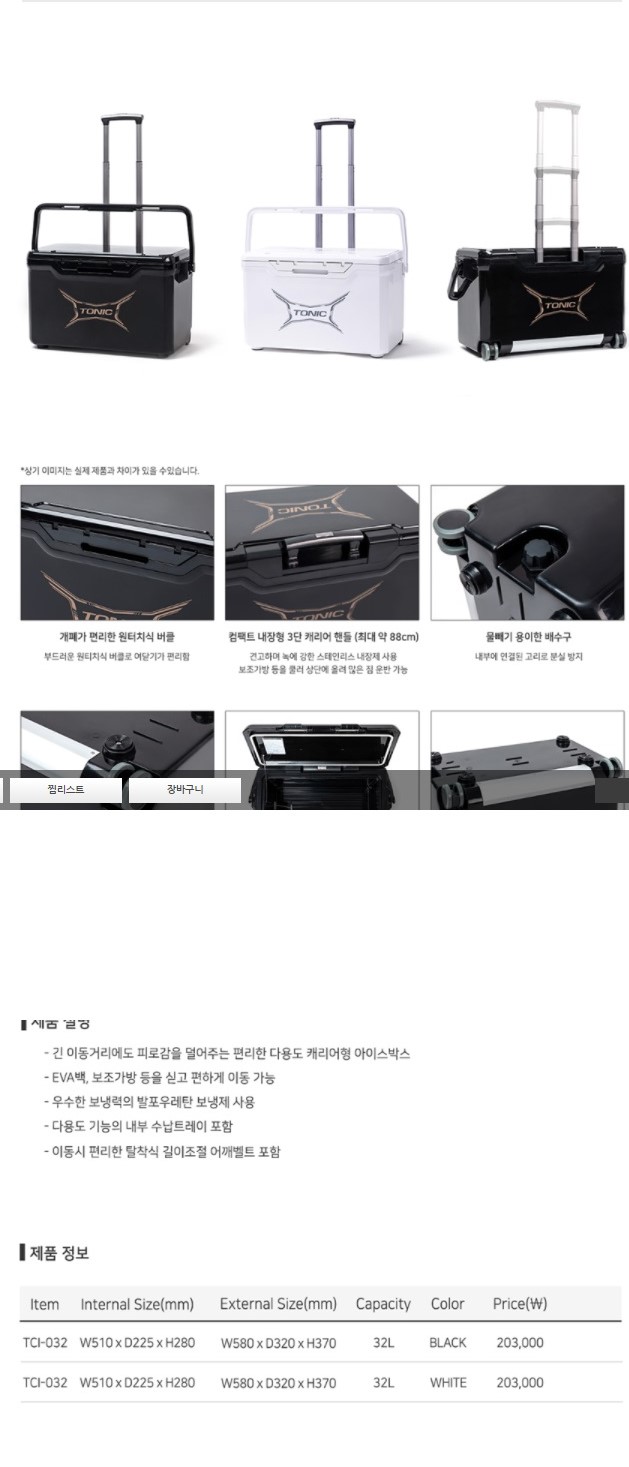 TONIC
TONIC
TONIC
*상기 이미지는 실제 제품과 차이가 있을 수있습니다.
TONIC
TONIC
개폐가 편리한 원터치식 버클
부드러운 원터치식 버클로 여닫기가 편리함
컴팩트 내장형 3단 캐리어 핸들 (최대 약 88cm)
견고하며 녹에 강한 스테인리스 내장제 사용
보조가방 등을 쿨러 상단에 올려 많은 짐 운반 가능
물빼기 용이한 배수구
내부에 연결된 고리로 분실 방지
찜리스트
장바구니
제품 설명
- 긴 이동거리에도 피로감을 덜어주는 편리한 다용도 캐리어형 아이스박스
- EVA백, 보조가방 등을 싣고 편하게 이동 가능
- 우수한 보냉력의 발포우레탄 보냉제 사용
- 다용도 기능의 내부 수납트레이 포함
- 이동시 편리한 탈착식 길이조절 어깨벨트 포함
제품 정보
Item Internal Size(mm) External Size(mm) Capacity Color Price(₩)
TCI-032 W510 x D225 x H280 W580 x D320 x H370 32L BLACK 203,000
TCI-032 W510 x D225 x H280 W580 x D320 x H370 32L WHITE 203,000